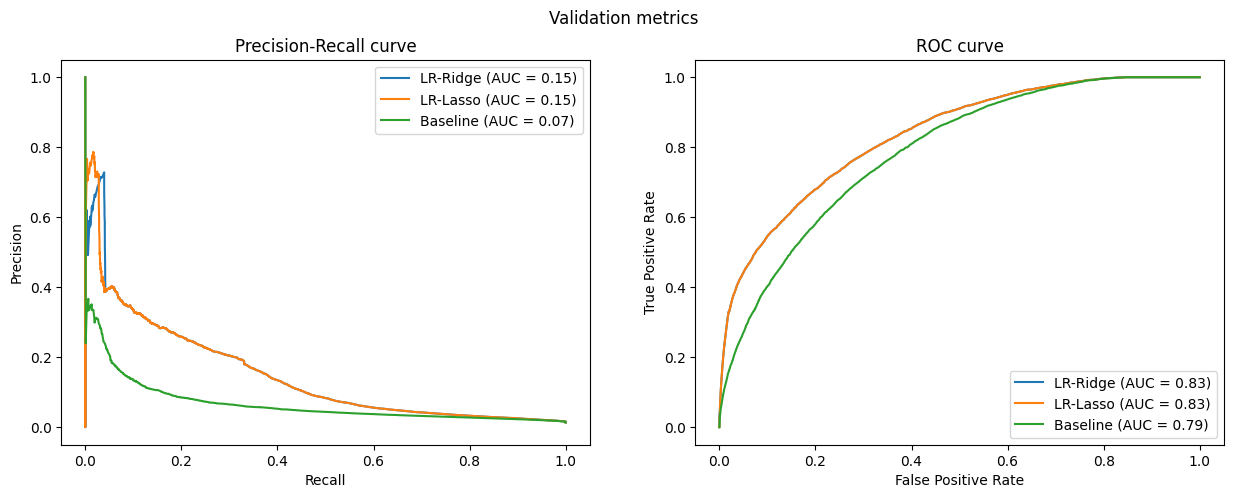 Validation metrics
Precision-Recall curve
LR-Ridge (AUC = 0.15)
LR-Lasso (AUC = 0.15)
Baseline (AUC = 0.07)
Precision
1.0
0.8
0.6
0.4
0.2
0.0
0.0 0.2 0.4 0.6 0.8 1.0
Recall
ROC curve
True Positive Rate
1.0
0.8
0.6
0.4
0.2
0.0
LR-Ridge (AUC = 0.83)
LR-Lasso (AUC = 0.83)
Baseline (AUC = 0.79)
0.0 0.2 0.4 0.6 0.8 1.0
False Positive Rate